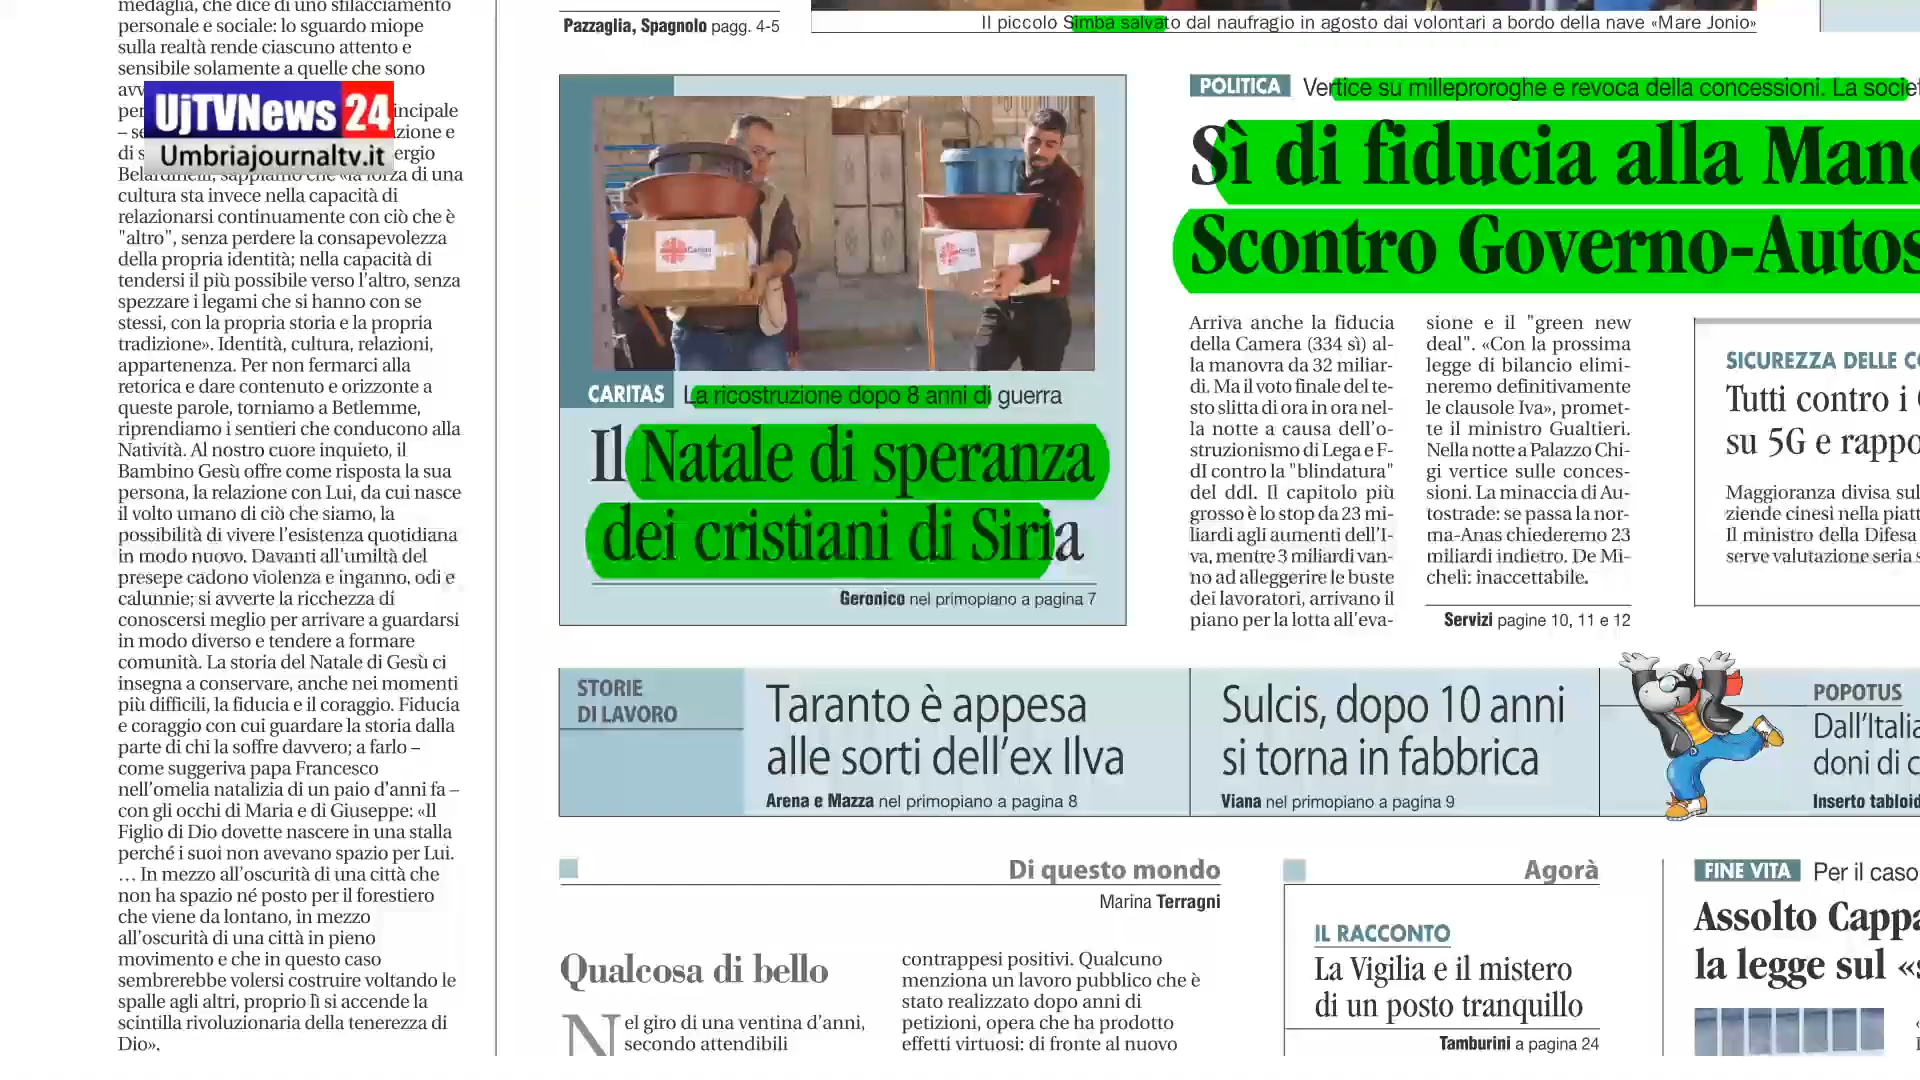 medaglia, che dice di uno sfilacciamento
personale e sociale: lo sguardo miope
sulla realtà rende ciascuno attento e
sensibile solamente a quelle che sono
UjTVNews 24
Umbriajournaltv.it
cultura sta invece nella capacità di
relazionarsi continuamente con ciò che è
"altro", senza perdere la consapevolezza
della propria identità; nella capacità di
tendersi il più possibile verso l'altro, senza
spezzare i legami che si hanno con se
stessi, con la propria storia e la propria
tradizione». Identità, cultura, relazioni,
appartenenza. Per non fermarci alla
retorica e dare contenuto e orizzonte a
queste parole, torniamo a Betlemme,
riprendiamo i sentieri che conducono alla
Natività. Al nostro cuore inquieto, il
Bambino Gesù offre come risposta la sua
persona, la relazione con Lui, da cui nasce
il volto umano di ciò che siamo, la
possibilità di vivere l'esistenza quotidiana
in modo nuovo. Davanti all'umiltà del
presepe cadono violenza e inganno, odi e
calunnie; si avverte la ricchezza di
conoscersi meglio per arrivare a guardarsi
in modo diverso e tendere a formare
comunità. La storia del Natale di Gesù ci
insegna a conservare, anche nei momenti
più difficili, la fiducia e il coraggio. Fiducia
e coraggio con cui guardare la storia dalla
parte di chi la soffre davvero; a farlo –
come suggeriva papa Francesco
nell'omelia natalizia di un paio d'anni fa –
con gli occhi di Maria e di Giuseppe: «Il
Figlio di Dio dovette nascere in una stalla
perché i suoi non avevano spazio per Lui.
… In mezzo all'oscurità di una città che
non ha spazio né posto per il forestiero
che viene da lontano, in mezzo
all'oscurità di una città in pieno
movimento e che in questo caso
sembrerebbe volersi costruire voltando le
spalle agli altri, proprio lì si accende la
scintilla rivoluzionaria della tenerezza di
Dio».
Pazzaglia, Spagnolo pagg. 4-5
Il piccolo Simba salvato dal naufragio in agosto dai volontari a bordo della nave «Mare Jonio»
Caritas
CARITAS La ricostruzione dopo 8 anni di guerra
Il Natale di speranza
dei cristiani di Siria
Geronico nel primopiano a pagina 7
POLITICA Vertice su milleproroghe e revoca della concessioni. La societ
Sì di fiducia alla Man
Scontro Governo-Autos
Arriva anche la fiducia
della Camera (334 sì) al-
la manovra da 32 miliar-
di. Ma il voto finale del te-
sto slitta di ora in ora nel-
la notte a causa dell'o-
struzionismo di Lega e F-
dI contro la "blindatura"
del ddl. Il capitolo più
grosso è lo stop da 23 mi-
liardi agli aumenti dell'I-
va, mentre 3 miliardi van-
no ad alleggerire le buste
dei lavoratori, arrivano il
piano per la lotta all'eva-
sione e il "green new
deal". «Con la prossima
legge di bilancio elimi-
neremo definitivamente
le clausole Iva», promet-
te il ministro Gualtieri.
Nella notte a Palazzo Chi-
gi vertice sulle conces-
sioni. La minaccia di Au-
tostrade: se passa la nor-
ma-Anas chiederemo 23
miliardi indietro. De Mi-
cheli: inaccettabile.
Servizi pagine 10, 11 e 12
SICUREZZA DELLE C
Tutti contro i
su 5G e rappo
Maggioranza divisa sul
ziende cinesi nella piatt
Il ministro della Difesa
serve valutazione seria s
STORIE
DI LAVORO
Taranto è appesa
alle sorti dell'ex Ilva
Arena e Mazza nel primopiano a pagina 8
Sulcis, dopo 10 anni
si torna in fabbrica
Viana nel primopiano a pagina 9
POPOTUS
Dall'Italia
doni di c
Inserto tabloid
Di questo mondo
Marina Terragni
Qualcosa di bello
Nel giro di una ventina d'anni,
secondo attendibili
contrappesi positivi. Qualcuno
menziona un lavoro pubblico che è
stato realizzato dopo anni di
petizioni, opera che ha prodotto
effetti virtuosi: di fronte al nuovo
Agorà
IL RACCONTO
La Vigilia e il mistero
di un posto tranquillo
Tamburini a pagina 24
FINE VITA Per il caso
Assolto Cappa
la legge sul «s